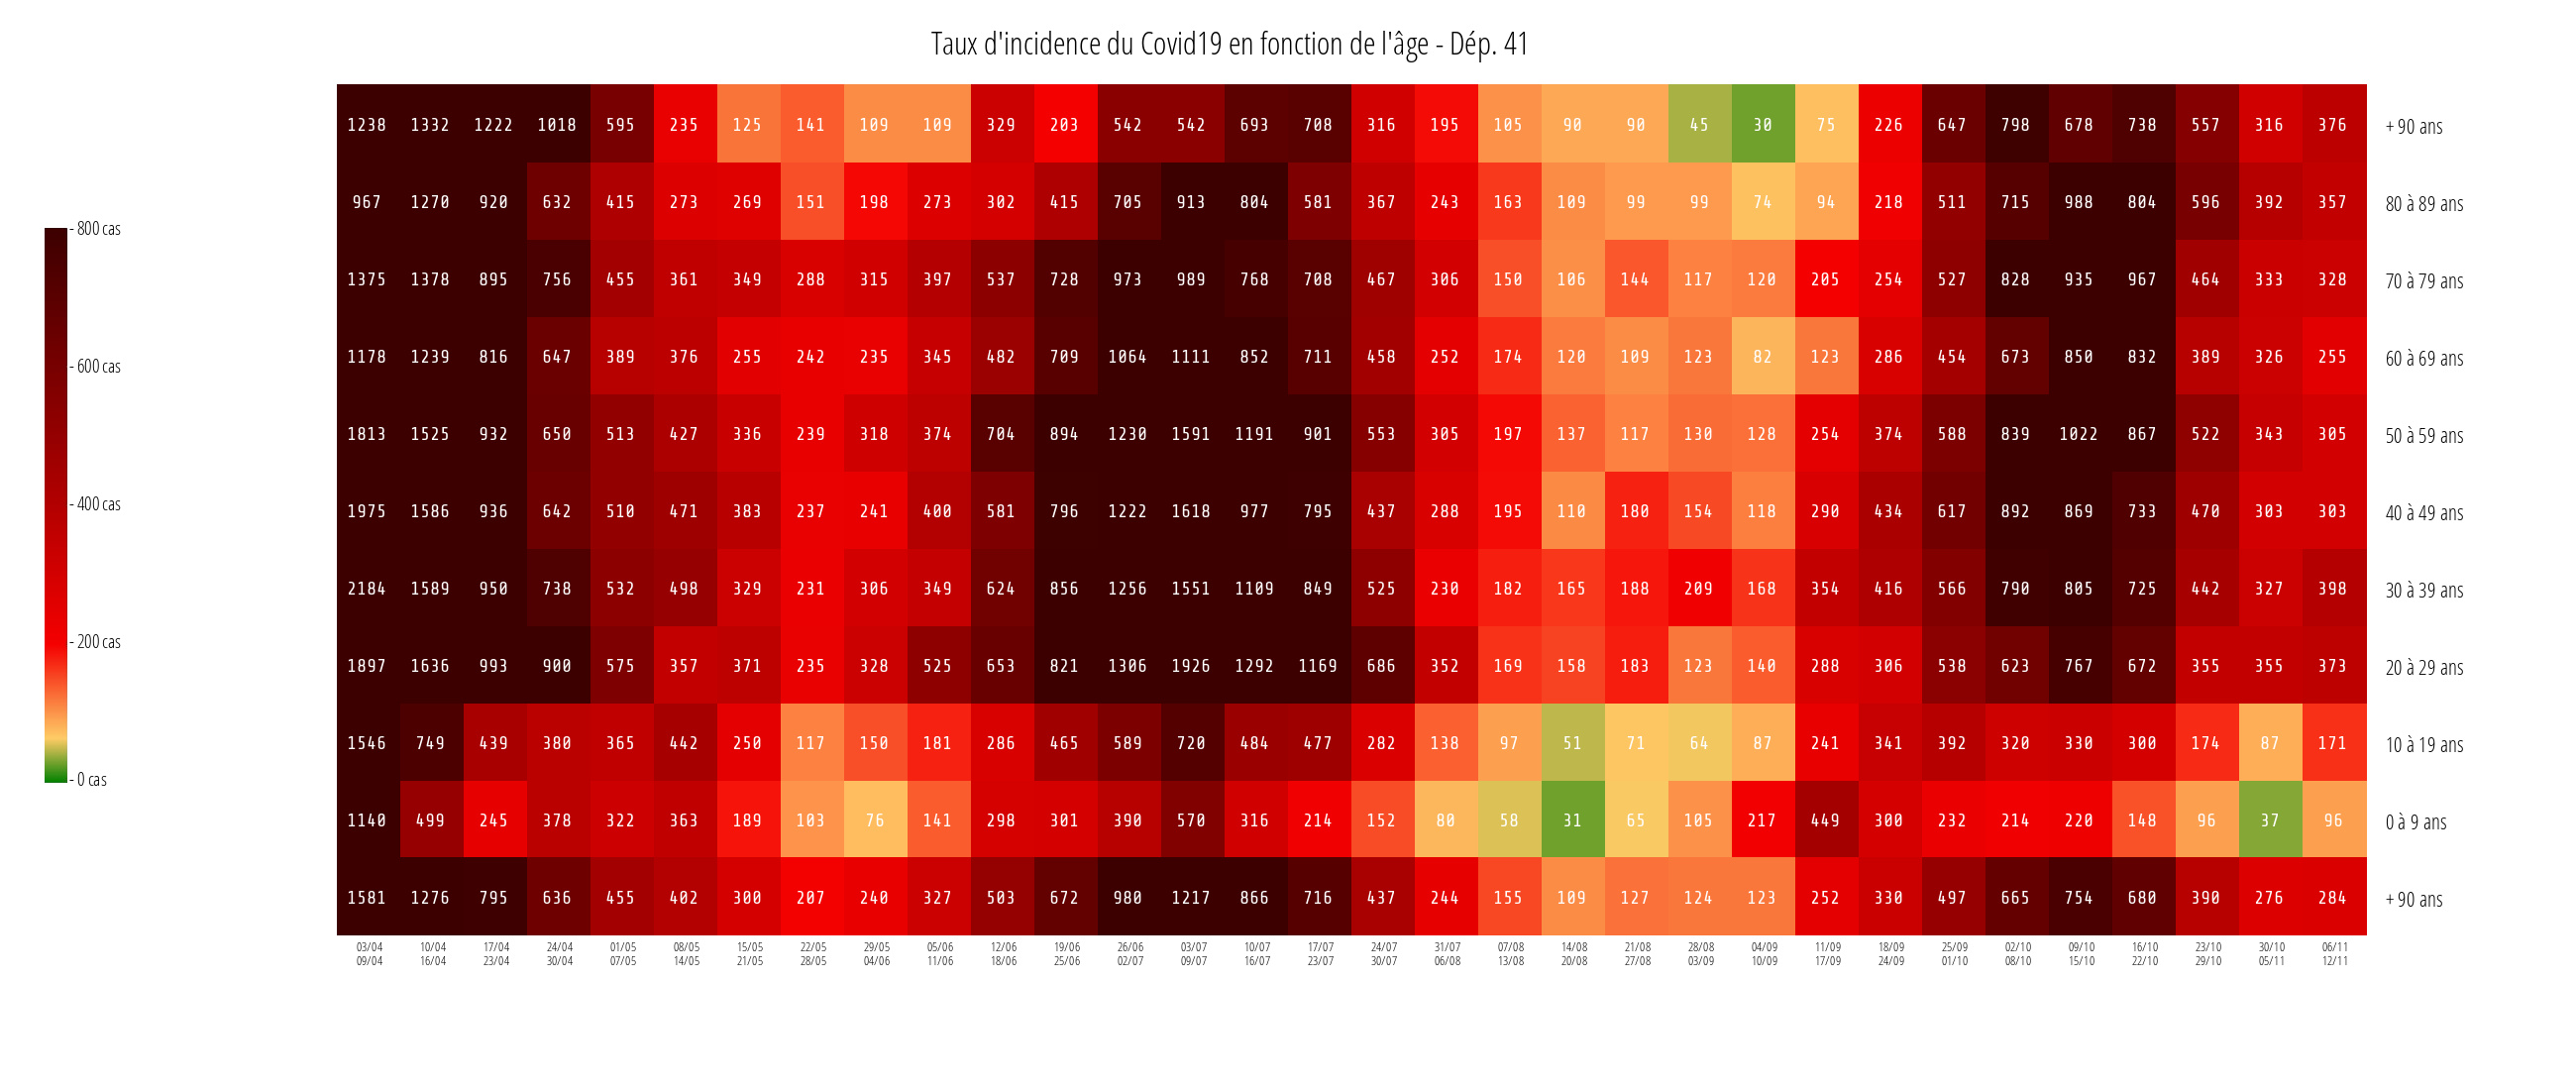 Taux d'incidence du Covid19 en fonction de l'âge - Dép. 41
- 800 cas
- 600 cas
- 400 cas
- 200 cas
- 0 cas
1238 1332 1222 1018 595 235 125 141 109 109 329 203 542 542 693 708 316 195 105 90 90 45 30 75 226 647 798 678 738 557 316 376 + 90 ans
967 1270 920 632 415 273 269 151 198 273 302 415 705 913 804 581 367 243 163 109 99 99 74 94 218 511 715 988 804 596 392 357 80 à 89 ans
1375 1378 895 756 455 361 349 288 315 397 537 728 973 989 768 708 467 306 150 106 144 117 120 205 254 527 828 935 967 464 333 328 70 à 79 ans
1178 1239 816 647 389 376 255 242 235 345 482 709 1064 1111 852 711 458 252 174 120 109 123 82 123 286 454 673 850 832 389 326 255 60 à 69 ans
1813 1525 932 650 513 427 336 239 318 374 704 894 1230 1591 1191 901 553 305 197 137 117 130 128 254 374 588 839 1022 867 522 343 305 50 à 59 ans
1975 1586 936 642 510 471 383 237 241 400 581 796 1222 1618 977 795 437 288 195 110 180 154 118 290 434 617 892 869 733 470 303 303 40 à 49 ans
2184 1589 950 738 532 498 329 231 306 349 624 856 1256 1551 1109 849 525 230 182 165 188 209 168 354 416 566 790 805 725 442 327 398 30 à 39 ans
1897 1636 993 900 575 357 371 235 328 525 653 821 1306 1926 1292 1169 686 352 169 158 183 123 140 288 306 538 623 767 672 355 355 373 20 à 29 ans
1546 749 439 380 365 442 250 117 150 181 286 465 589 720 484 477 282 138 97 51 71 64 87 241 341 392 320 330 300 174 87 171 10 à 19 ans
1140 499 245 378 322 363 189 103 76 141 298 301 390 570 316 214 152 80 58 31 65 105 217 449 300 232 214 220 148 96 37 96 0 à 9 ans
1581 1276 795 636 455 402 300 207 240 327 503 672 980 1217 866 716 437 244 155 109 127 124 123 252 330 497 665 754 680 390 276 284 + 90 ans
03/04 10/04 17/04 24/04 01/05 08/05 15/05 22/05 29/05 05/06 12/06 19/06 26/06 03/07 10/07 17/07 24/07 31/07 07/08 14/08 21/08 28/08 04/09 11/09 18/09 25/09 02/10 09/10 16/10 23/10 30/10 06/11
09/04 16/04 23/04 30/04 07/05 14/05 21/05 28/05 04/06 11/06 18/06 25/06 02/07 09/07 16/07 23/07 30/07 06/08 13/08 20/08 27/08 03/09 10/09 17/09 24/09 01/10 08/10 15/10 22/10 29/10 05/11 12/11